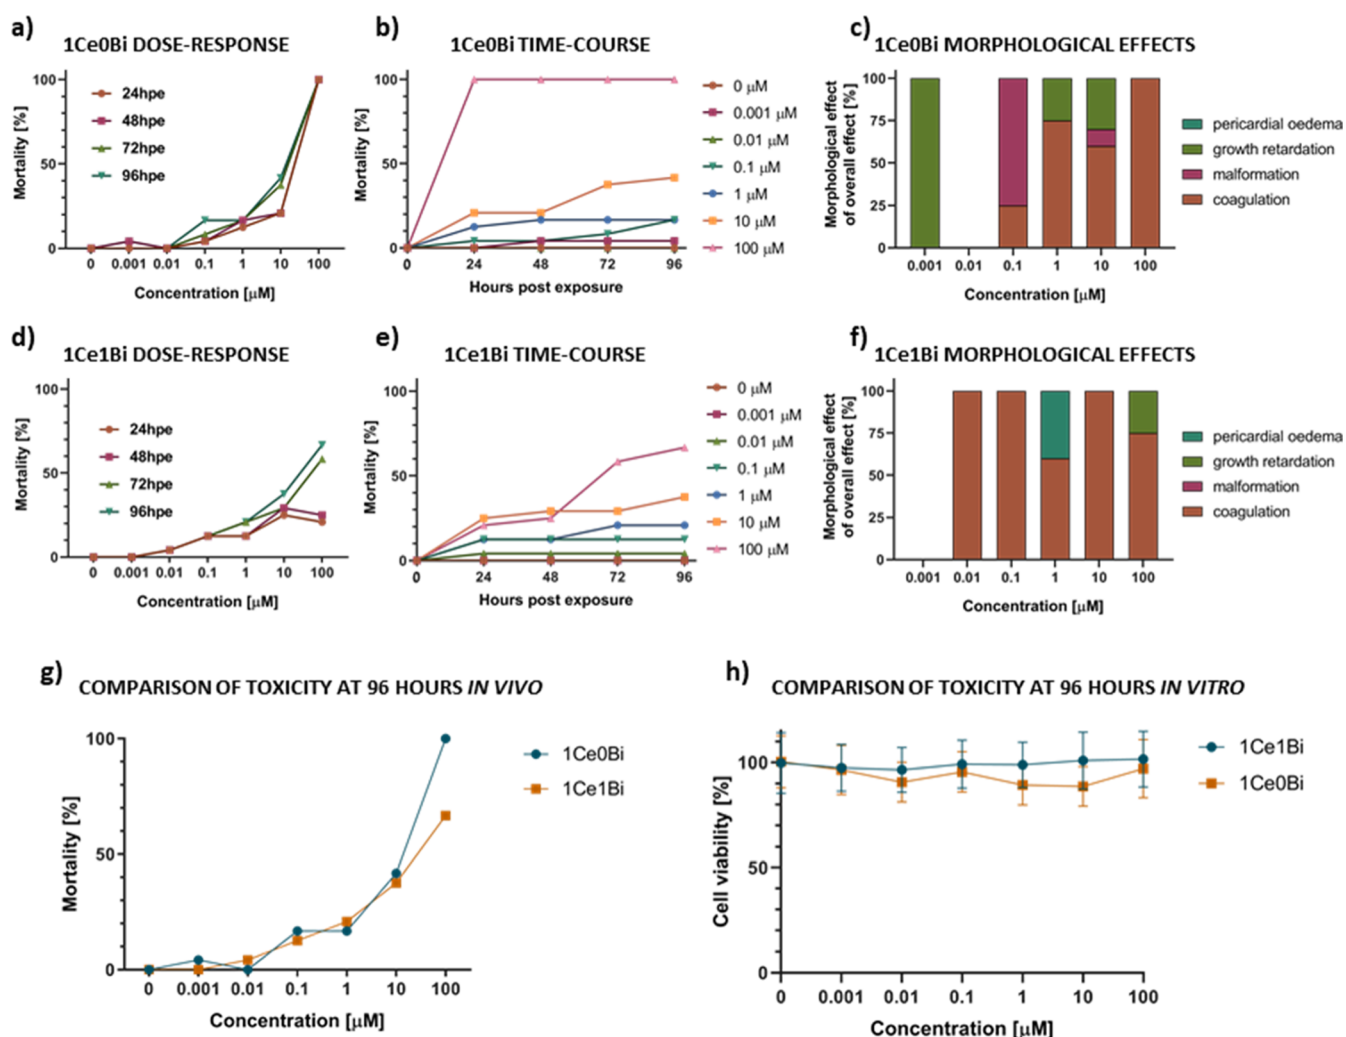 a)
1Ce0Bi DOSE-RESPONSE
Mortality [%]
100
50
0
24hpe
48hpe
72hpe
96hpe
0 0.001 0.01 0.1 1 10 100
Concentration [μM]
b)
1Ce0Bi TIME-COURSE
Mortality [%]
100
50
0
0 24 48 72 96
Hours post exposure
0 μM
0.001 μM
0.01 μM
0.1 μM
1 μM
10 μM
100 μM
c)
1Ce0Bi MORPHOLOGICAL EFFECTS
Morphological effect
of overall effect [%]
100
75
50
25
0
0.001 0.01 0.1 1 10 100
Concentration [μM]
pericardial oedema
growth retardation
malformation
coagulation
d)
1Ce1Bi DOSE-RESPONSE
Mortality [%]
100
50
0
24hpe
48hpe
72hpe
96hpe
0 0.001 0.01 0.1 1 10 100
Concentration [μM]
e)
1Ce1Bi TIME-COURSE
Mortality [%]
100
50
0
0 24 48 72 96
Hours post exposure
0 μM
0.001 μM
0.01 μM
0.1 μM
1 μM
10 μM
100 μM
f)
1Ce1Bi MORPHOLOGICAL EFFECTS
Morphological effect
of overall effect [%]
100
75
50
25
0
0.001 0.01 0.1 1 10 100
Concentration [μM]
pericardial oedema
growth retardation
malformation
coagulation
g)
COMPARISON OF TOXICITY AT 96 HOURS IN VIVO
Mortality [%]
100
50
0
0 0.001 0.01 0.1 1 10 100
Concentration [μM]
1Ce0Bi
1Ce1Bi
h)
COMPARISON OF TOXICITY AT 96 HOURS IN VITRO
Cell viability [%]
100
50
0
0 0.001 0.01 0.1 1 10 100
Concentration [μM]
1Ce1Bi
1Ce0Bi